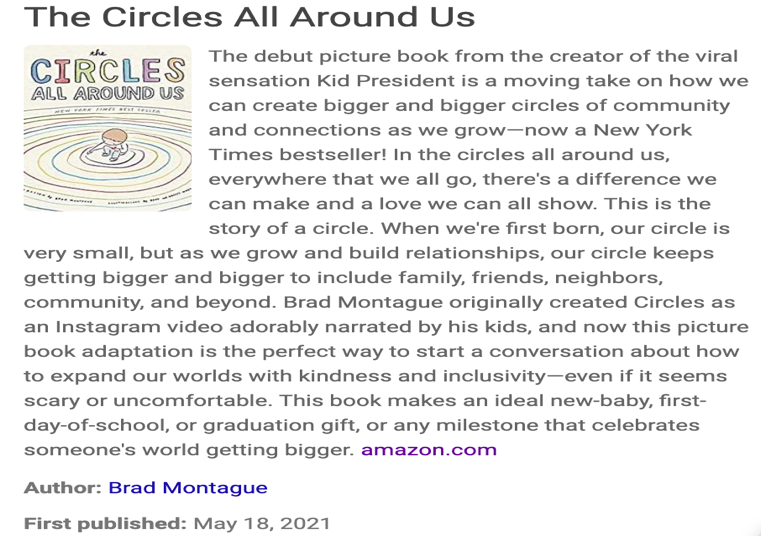 The Circles All Around Us
the
CIRCLES
ALL AROUND US
NEW YORK TIMES BEST SELLER
The debut picture book from the creator of the viral
sensation Kid President is a moving take on how we
can create bigger and bigger circles of community
and connections as we grow—now a New York
Times bestseller! In the circles all around us,
everywhere that we all go, there's a difference we
can make and a love we can all show. This is the
story of a circle. When we're first born, our circle is
very small, but as we grow and build relationships, our circle keeps
getting bigger and bigger to include family, friends, neighbors,
community, and beyond. Brad Montague originally created Circles as
an Instagram video adorably narrated by his kids, and now this picture
book adaptation is the perfect way to start a conversation about how
to expand our worlds with kindness and inclusivity—even if it seems
scary or uncomfortable. This book makes an ideal new-baby, first-
day-of-school, or graduation gift, or any milestone that celebrates
someone's world getting bigger. amazon.com
Author: Brad Montague
First published: May 18, 2021